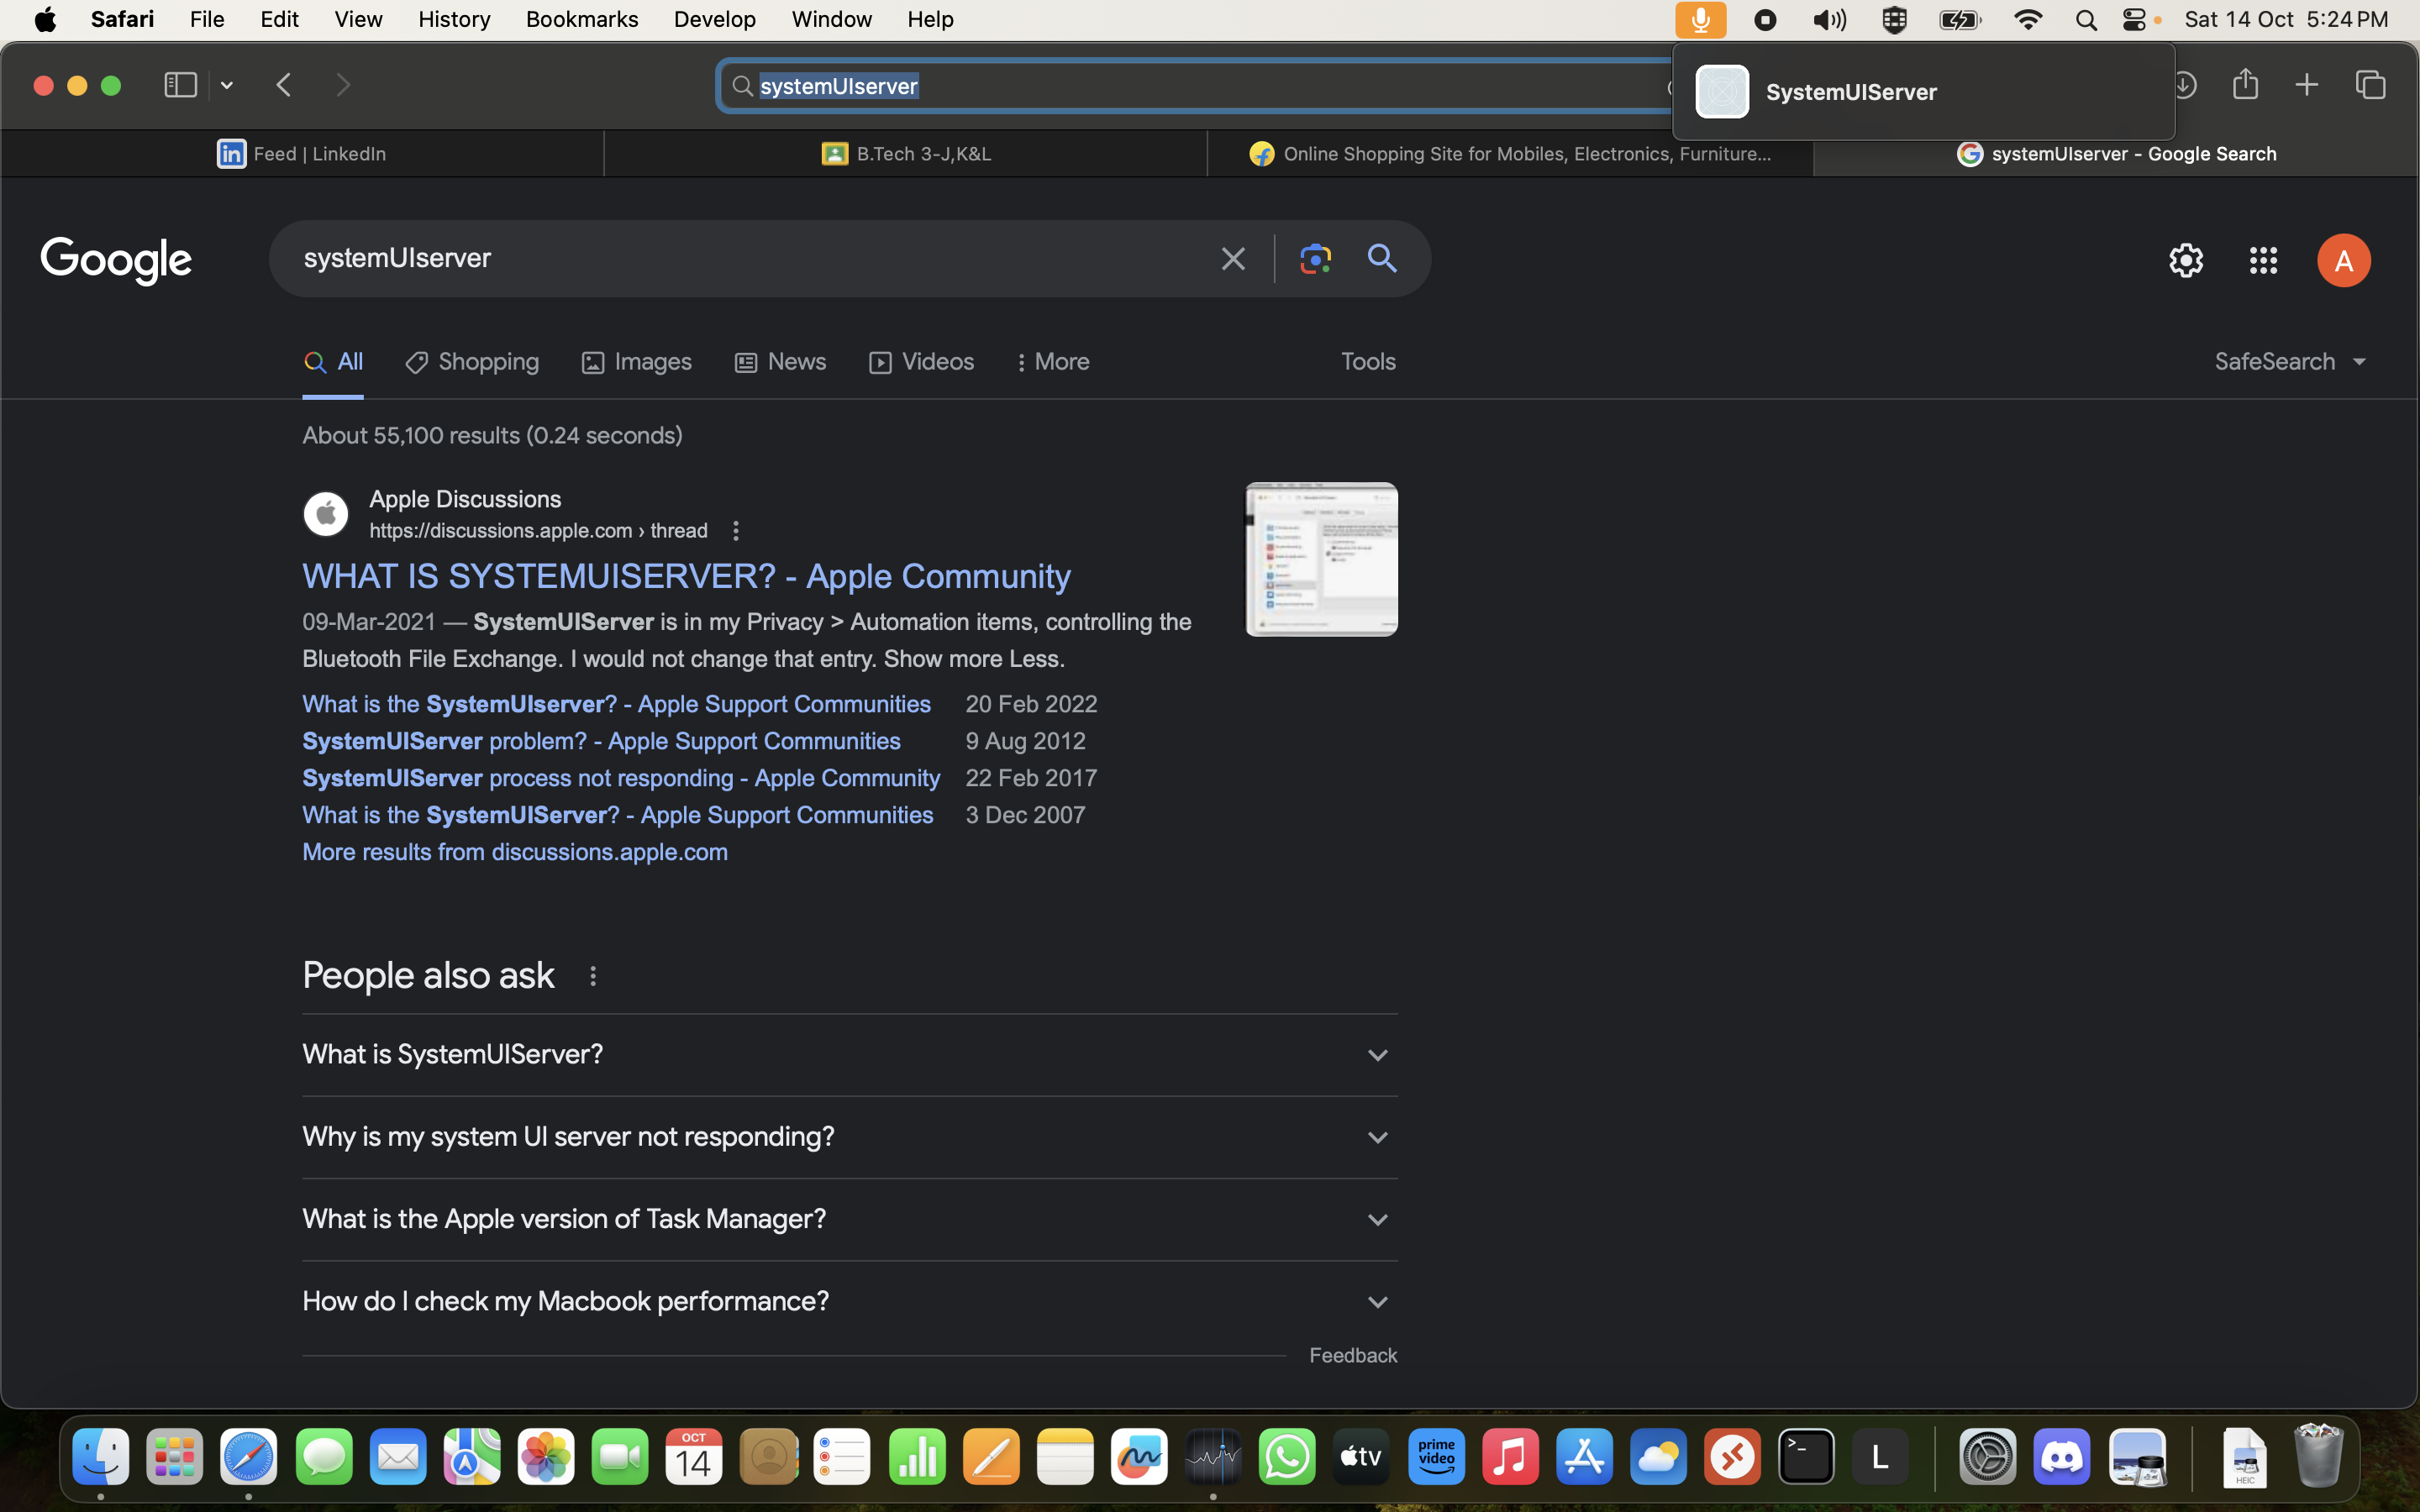 Safari File Edit View History Bookmarks Develop Window Help Sat 14 Oct 5:24 PM
systemUIserver
SystemUIServer
Feed | LinkedIn
B.Tech 3-J,K&L
Online Shopping Site for Mobiles, Electronics, Furniture...
systemUIserver - Google Search
Google
systemUIserver
A
All Shopping Images News Videos More Tools SafeSearch
About 55,100 results (0.24 seconds)
Apple Discussions
https://discussions.apple.com › thread
WHAT IS SYSTEMUISERVER? - Apple Community
09-Mar-2021 — SystemUIServer is in my Privacy > Automation items, controlling the
Bluetooth File Exchange. I would not change that entry. Show more Less.
What is the SystemUIserver? - Apple Support Communities 20 Feb 2022
SystemUIServer problem? - Apple Support Communities 9 Aug 2012
SystemUIServer process not responding - Apple Community 22 Feb 2017
What is the SystemUIServer? - Apple Support Communities 3 Dec 2007
More results from discussions.apple.com
People also ask
What is SystemUIServer?
Why is my system UI server not responding?
What is the Apple version of Task Manager?
How do I check my Macbook performance?
Feedback
OCT
14
tv
prime
video
L
HEIC